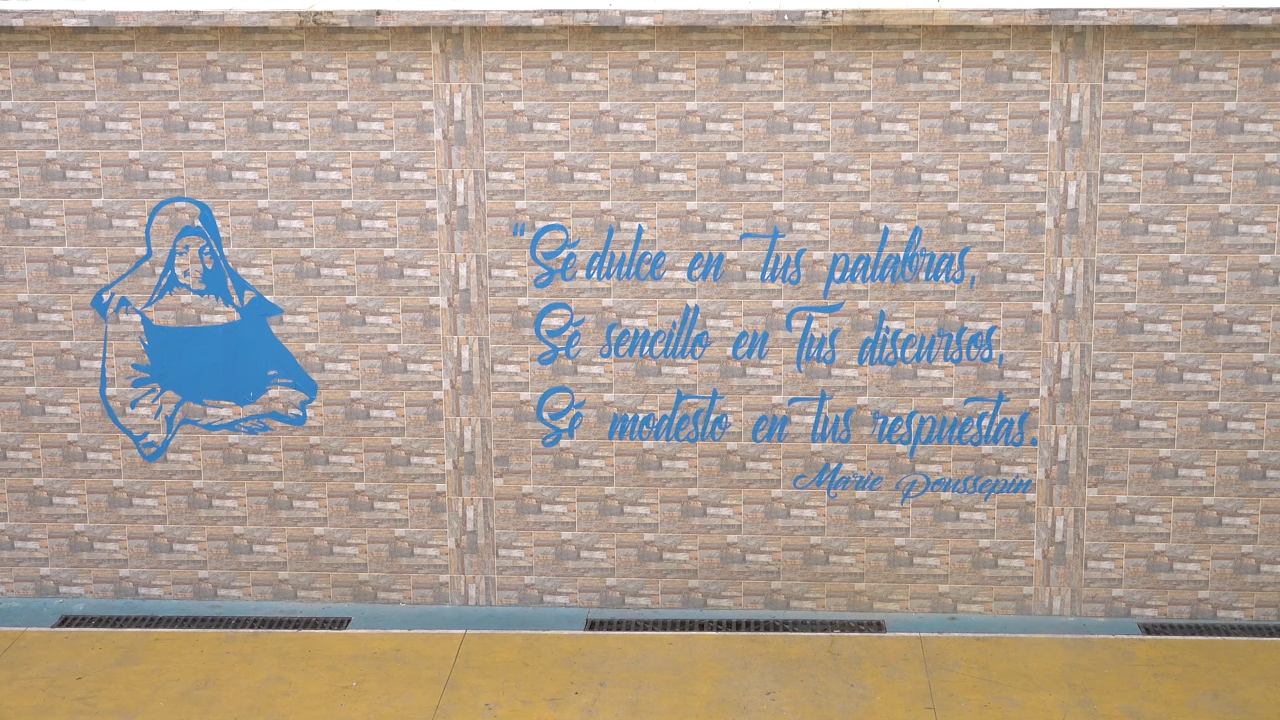 "Sé dulce en tus palabras,
Sé sencillo en Tus discursos,
Sé modesto en tus respuestas.
Marie Poussepin